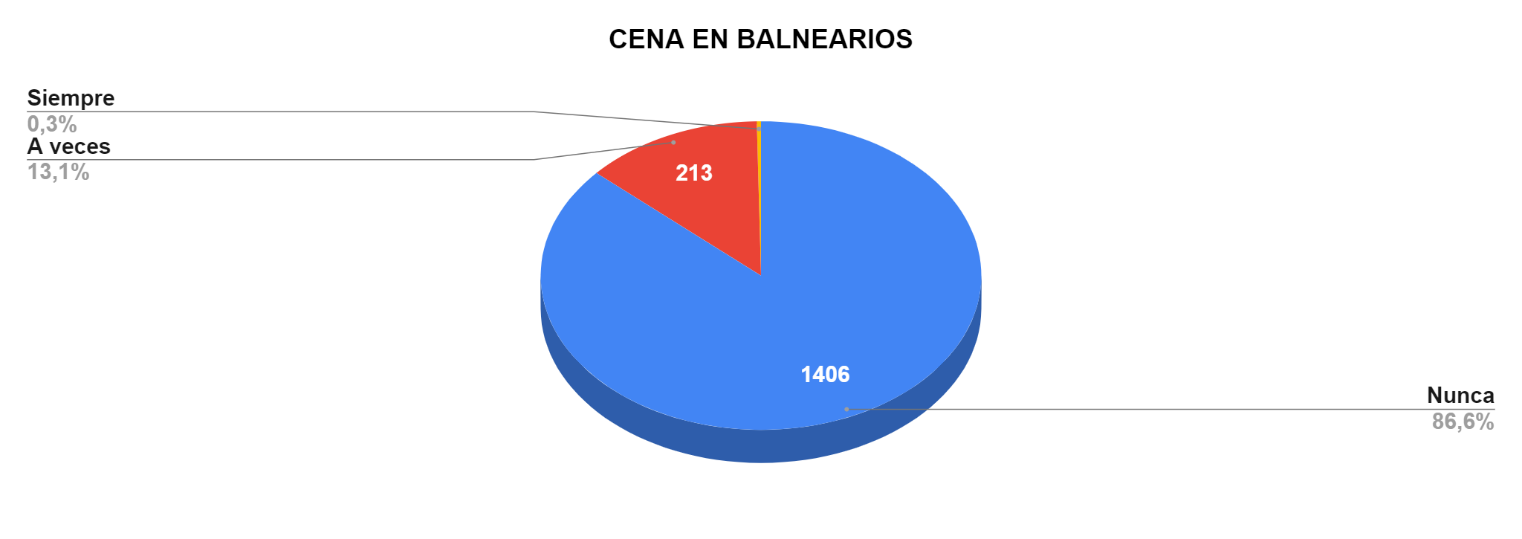 CENA EN BALNEARIOS
Siempre
0,3%
A veces
13,1%
213
1406
Nunca
86,6%